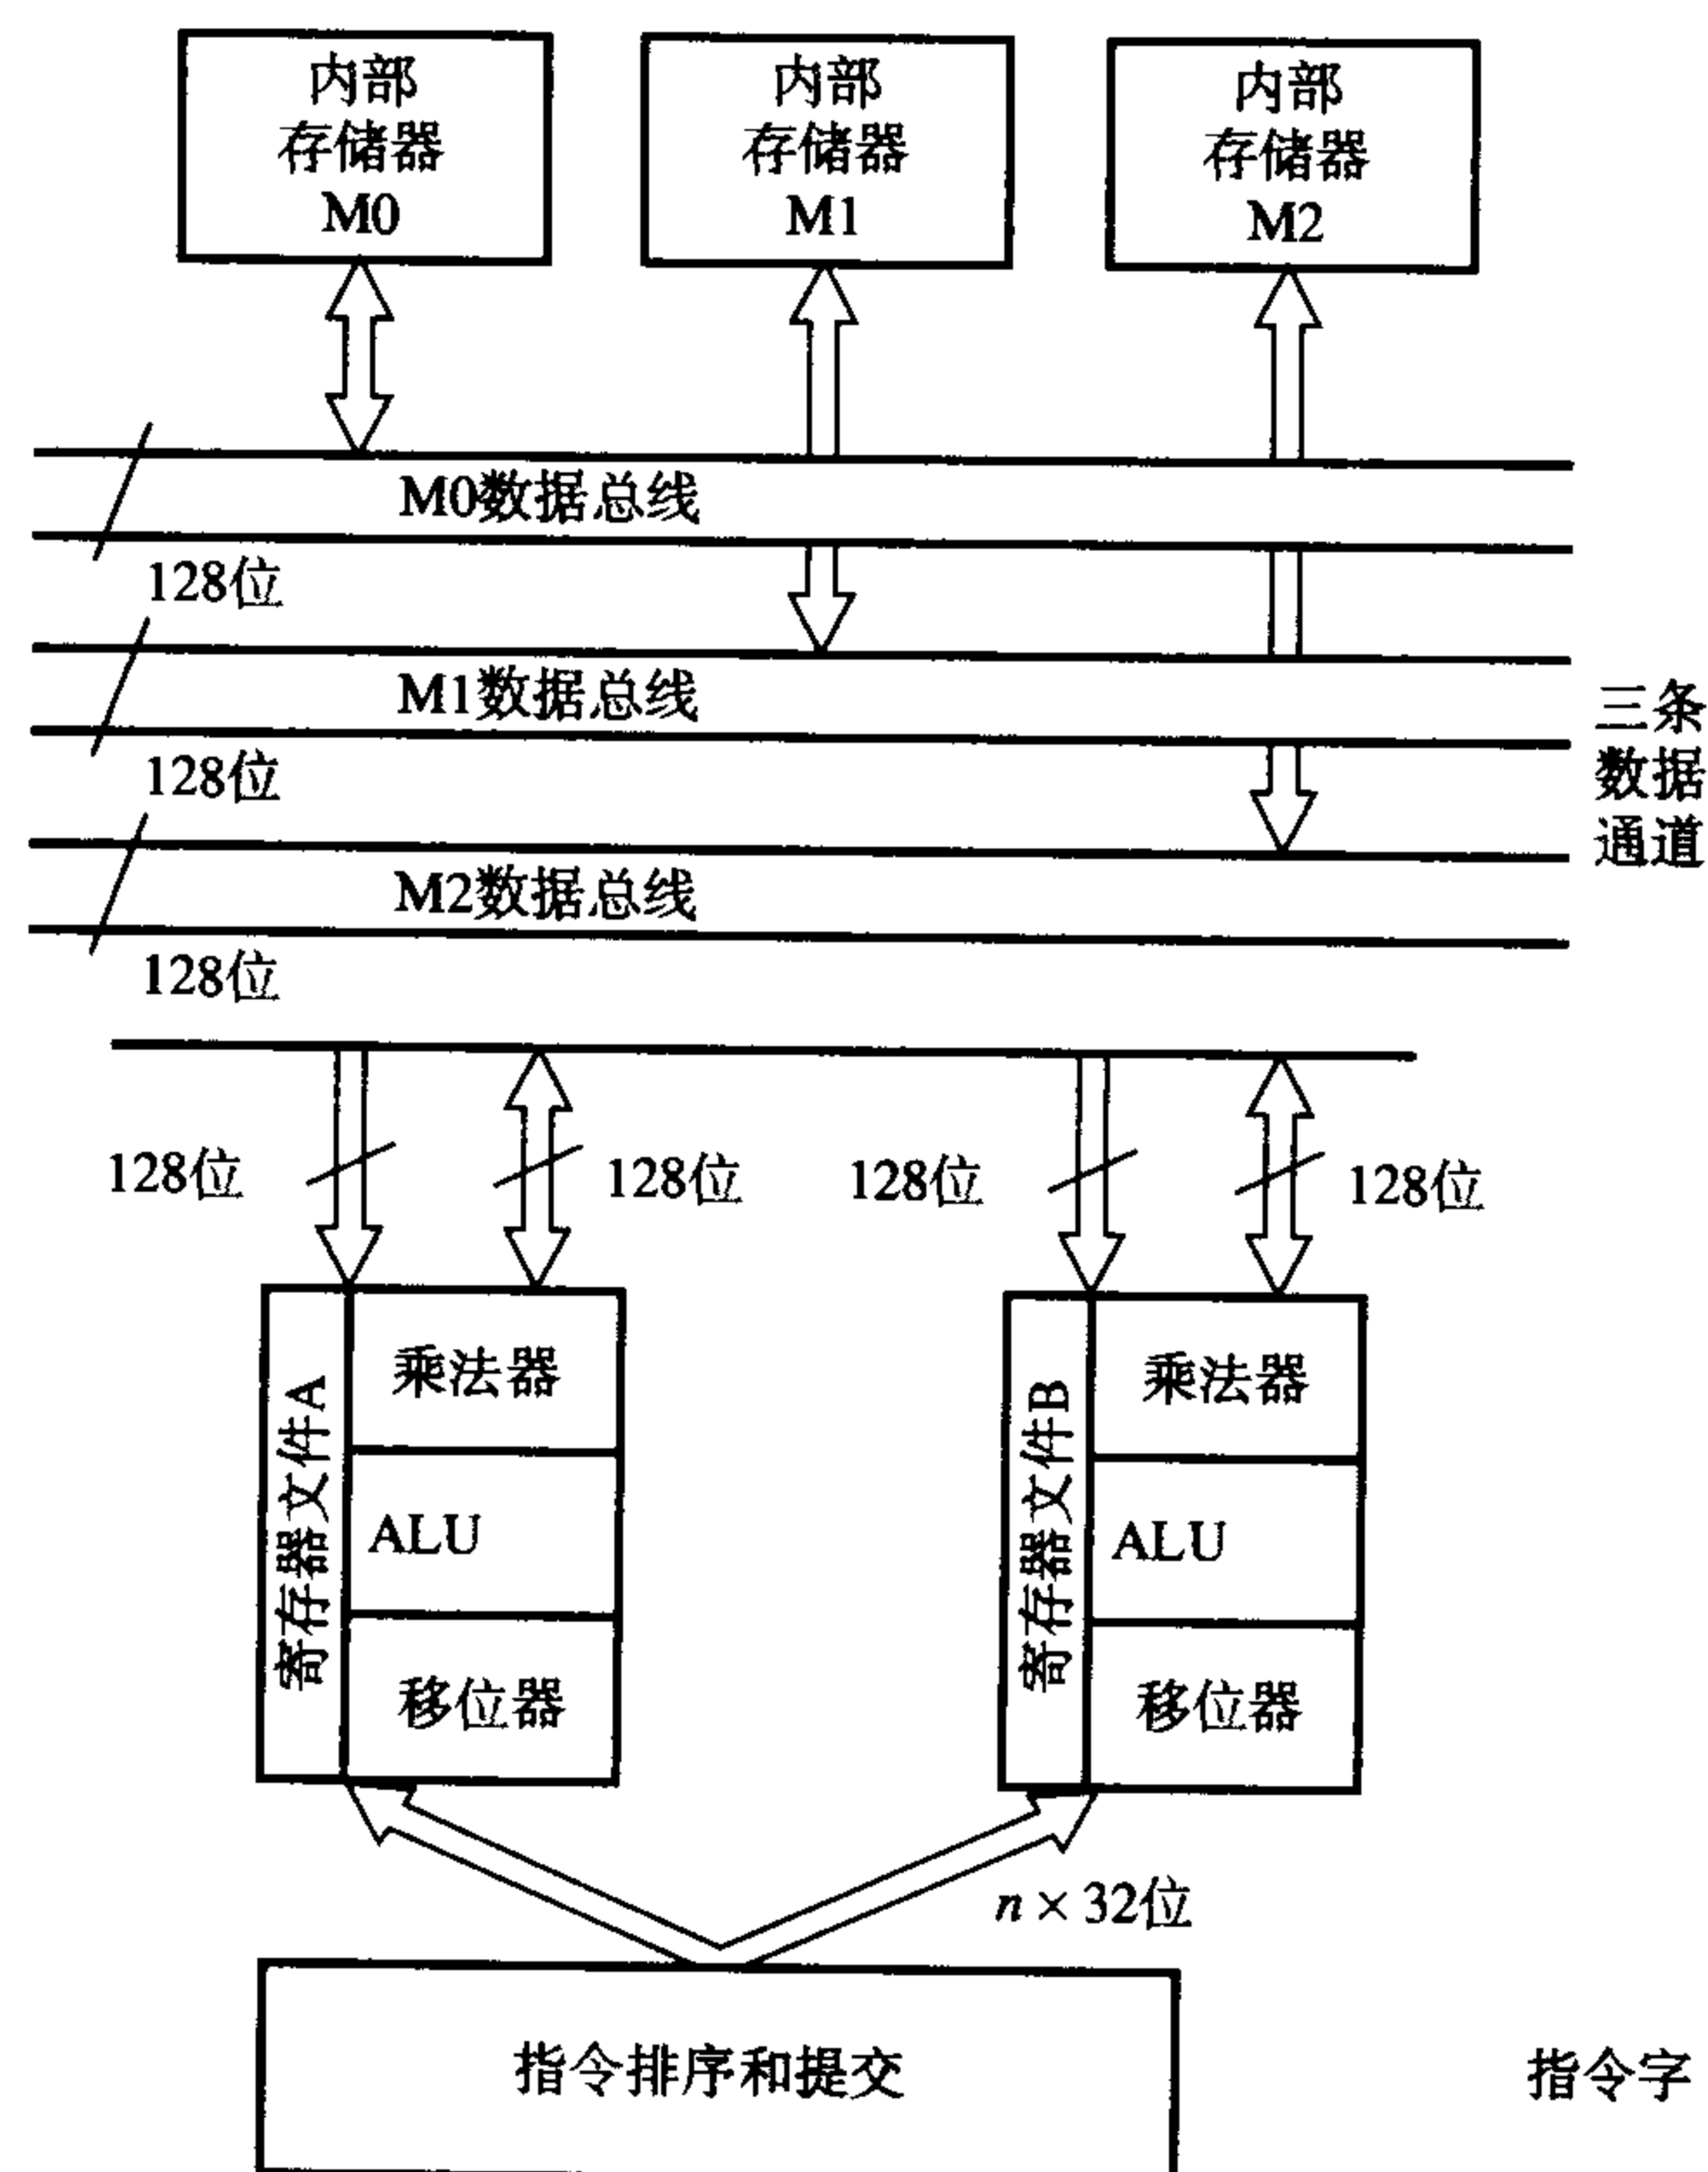 内部
存储器
M0
内部
存储器
M1
内部
存储器
M2
M0数据总线
128位
M1数据总线
128位
M2数据总线
128位
三条
数据
通道
128位
128位
128位
128位
寄存器文件A
乘法器
ALU
移位器
寄存器文件B
乘法器
ALU
移位器
n × 32位
指令排序和提交
指令字